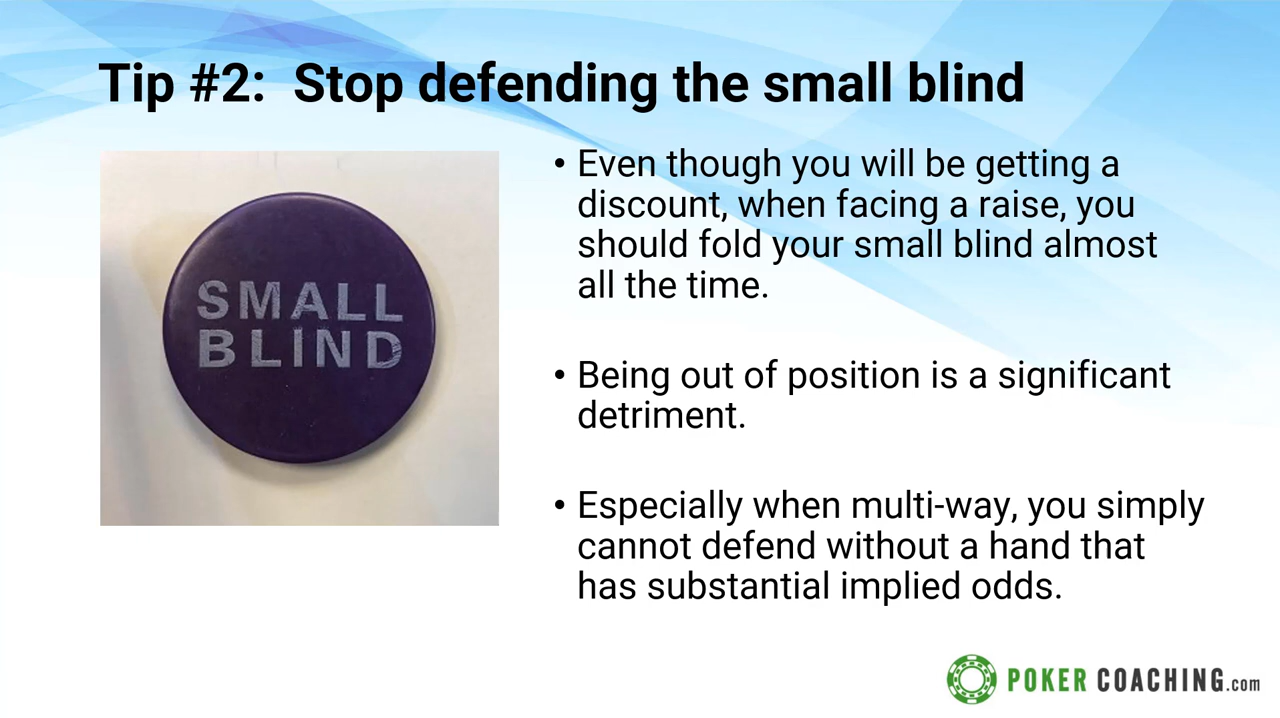 Tip #2:  Stop defending the small blind
SMALL
BLIND
• Even though you will be getting a
discount, when facing a raise, you
should fold your small blind almost
all the time.
• Being out of position is a significant
detriment.
• Especially when multi-way, you simply
cannot defend without a hand that
has substantial implied odds.
POKER COACHING.com